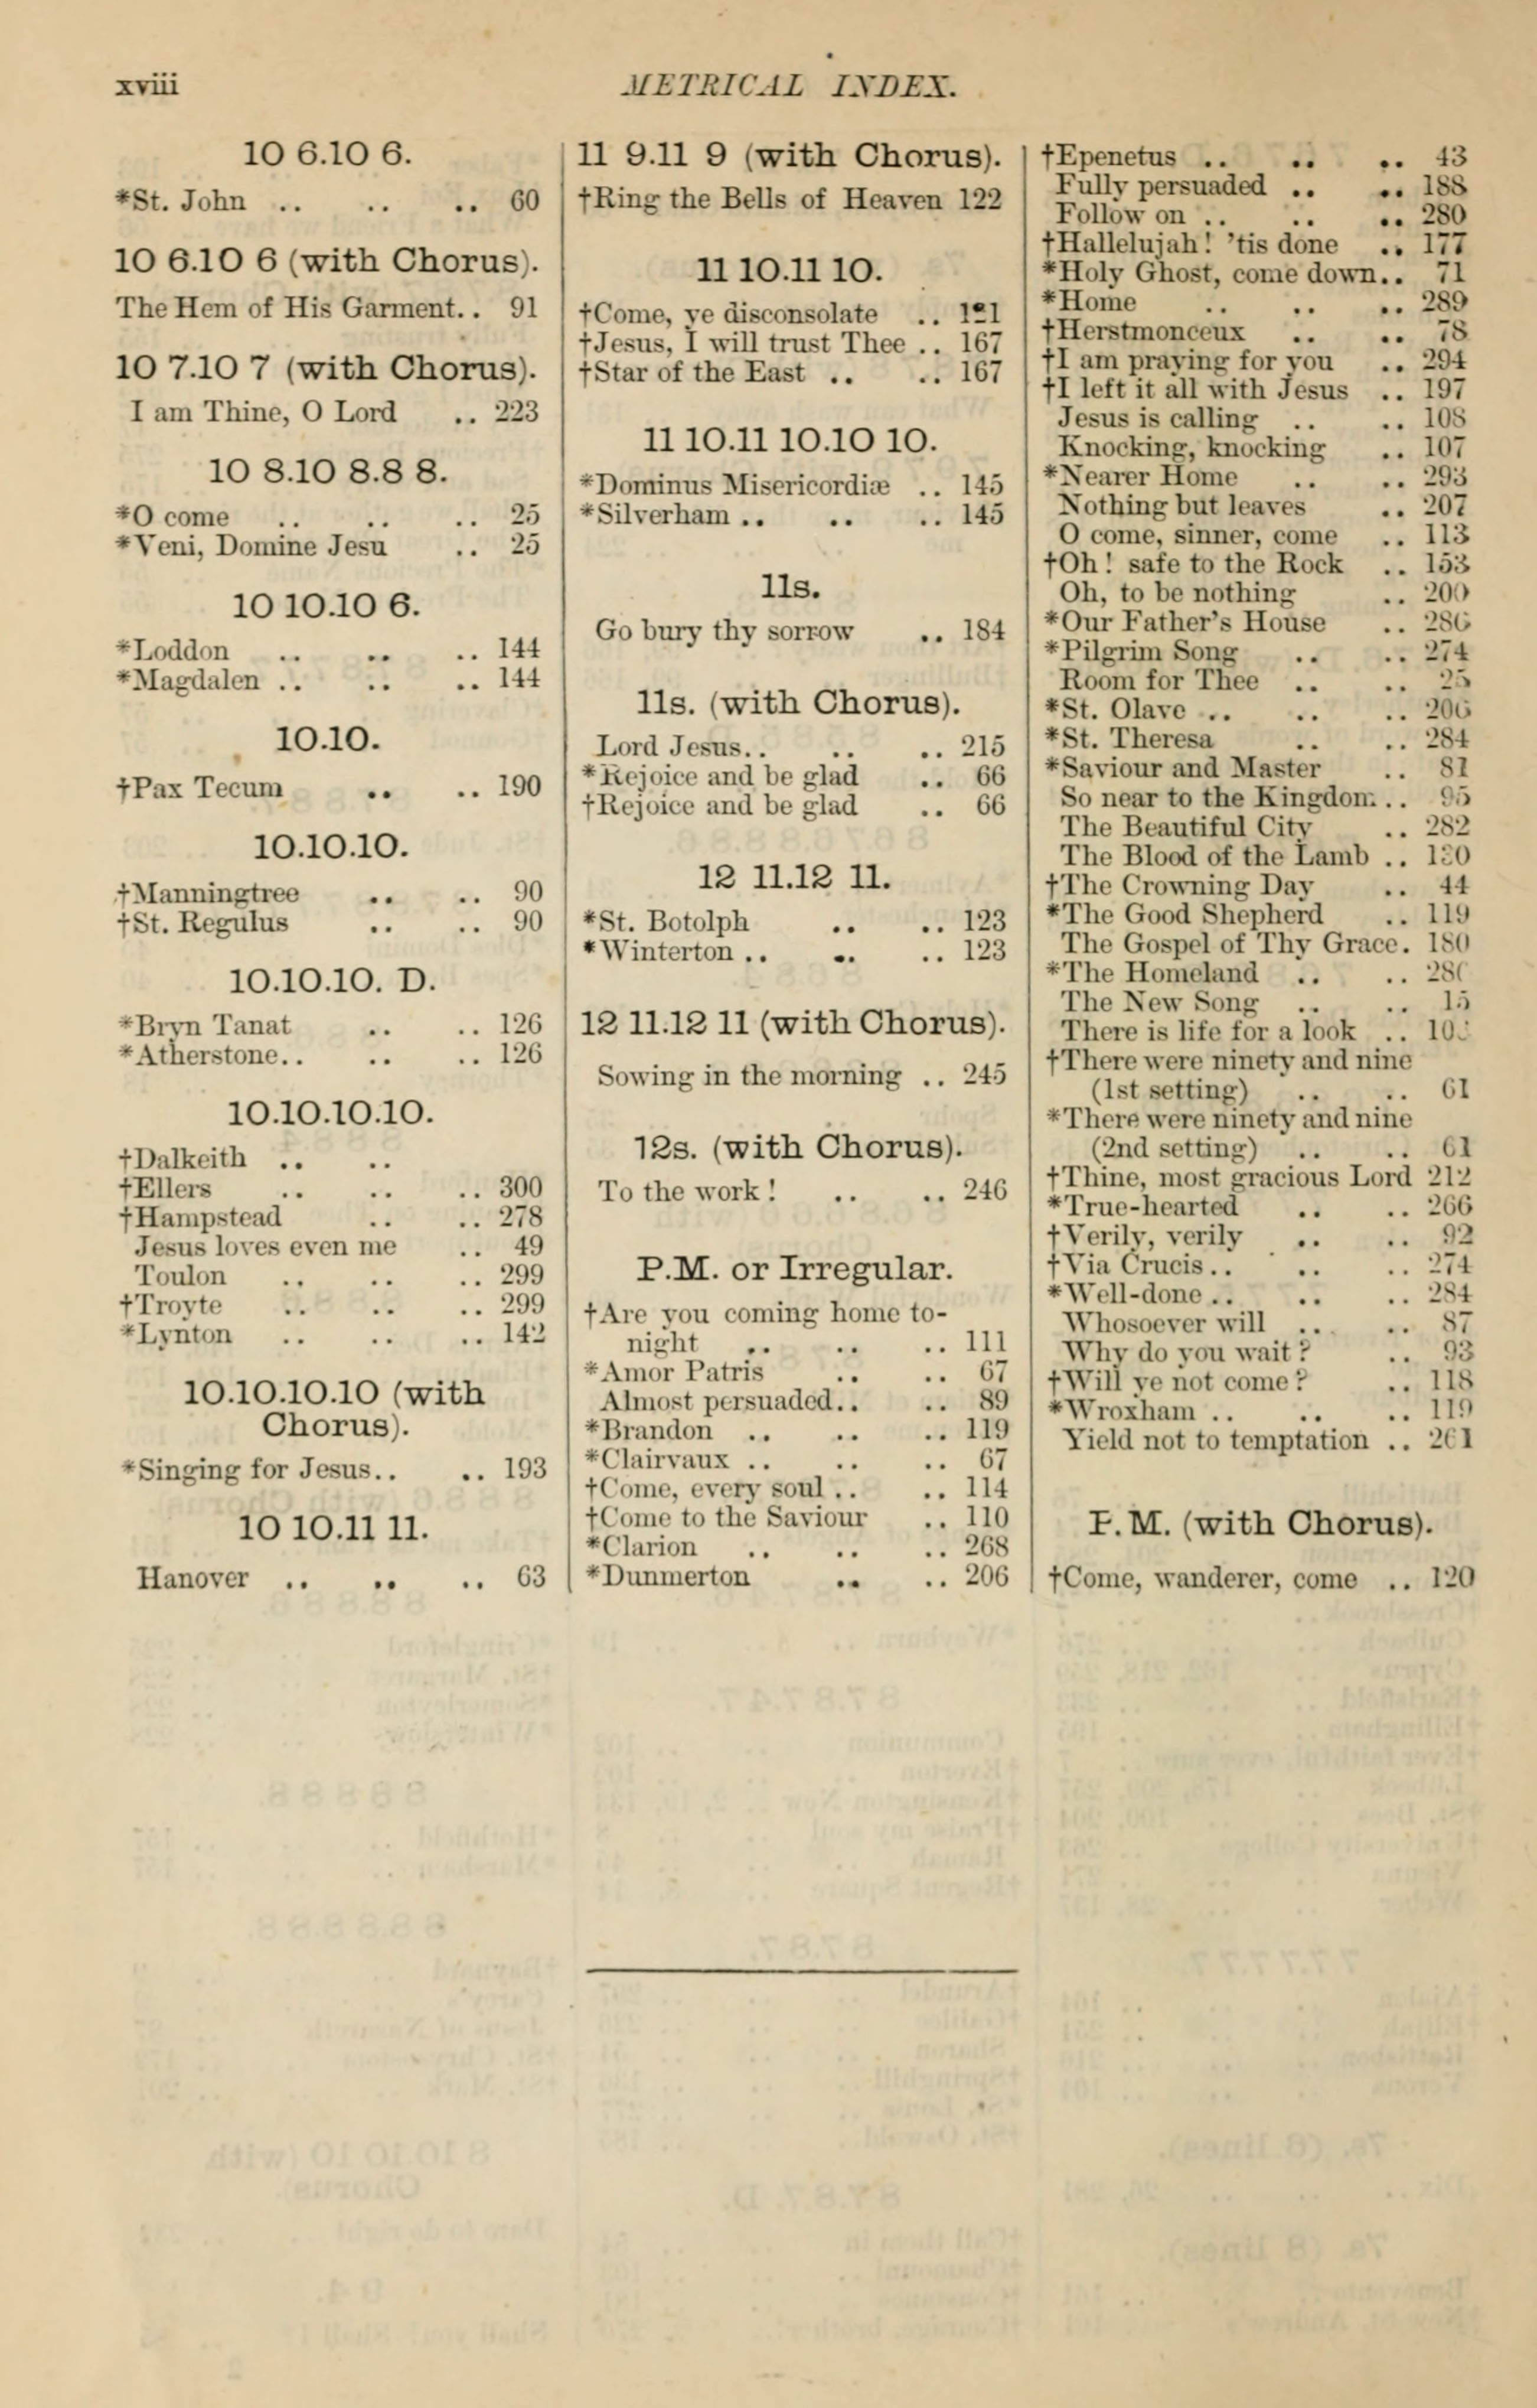 xviii
METRICAL INDEX.
10 6.10 6.
*St. John .. .. .. 60
10 6.10 6 (with Chorus).
The Hem of His Garment.. 91
10 7.10 7 (with Chorus).
I am Thine, O Lord .. 223
10 8.10 8.8 8.
*O come .. .. .. 25
*Veni, Domine Jesu .. 25
10 10.10 6.
*Loddon .. .. .. 144
*Magdalen .. .. .. 144
10.10.
†Pax Tecum .. .. 190
10.10.10.
†Manningtree .. .. 90
†St. Regulus .. .. 90
10.10.10. D.
*Bryn Tanat .. .. 126
*Atherstone.. .. .. 126
10.10.10.10.
†Dalkeith .. ..
†Ellers .. .. .. 300
†Hampstead .. .. 278
Jesus loves even me .. 49
Toulon .. .. .. 299
†Troyte .. .. .. 299
*Lynton .. .. .. 142
10.10.10.10 (with
Chorus).
*Singing for Jesus.. .. 193
10 10.11 11.
Hanover .. .. .. 63
11 9.11 9 (with Chorus).
†Ring the Bells of Heaven 122
11 10.11 10.
†Come, ye disconsolate .. 121
†Jesus, I will trust Thee .. 167
†Star of the East .. .. 167
11 10.11 10.10 10.
*Dominus Misericordiæ .. 145
*Silverham .. .. .. 145
11s.
Go bury thy sorrow .. 184
11s. (with Chorus).
Lord Jesus.. .. .. 215
*Rejoice and be glad .. 66
†Rejoice and be glad .. 66
12 11.12 11.
*St. Botolph .. .. 123
*Winterton .. .. .. 123
12 11.12 11 (with Chorus).
Sowing in the morning .. 245
12s. (with Chorus).
To the work! .. .. 246
P.M. or Irregular.
†Are you coming home to-
night .. .. .. 111
*Amor Patris .. .. 67
Almost persuaded.. .. 89
*Brandon .. .. .. 119
*Clairvaux .. .. .. 67
†Come, every soul .. .. 114
†Come to the Saviour .. 110
*Clarion .. .. .. 268
*Dunmerton .. .. 206
†Epenetus .. .. .. 43
Fully persuaded .. .. 188
Follow on .. .. .. 280
†Hallelujah! 'tis done .. 177
*Holy Ghost, come down.. 71
*Home .. .. .. 289
†Herstmonceux .. .. 78
†I am praying for you .. 294
†I left it all with Jesus .. 197
Jesus is calling .. .. 108
Knocking, knocking .. 107
*Nearer Home .. .. 293
Nothing but leaves .. 207
O come, sinner, come .. 113
†Oh! safe to the Rock .. 153
Oh, to be nothing .. 200
*Our Father's House .. 286
*Pilgrim Song .. .. 274
Room for Thee .. .. 25
*St. Olave .. .. .. 206
*St. Theresa .. .. 284
*Saviour and Master .. 81
So near to the Kingdom.. 95
The Beautiful City .. 282
The Blood of the Lamb .. 130
†The Crowning Day .. 44
*The Good Shepherd .. 119
The Gospel of Thy Grace. 180
*The Homeland .. ..
The New Song .. .. 15
There is life for a look ..
†There were ninety and nine
(1st setting) .. .. 61
*There were ninety and nine
(2nd setting) .. .. 61
†Thine, most gracious Lord 212
*True-hearted .. .. 266
†Verily, verily .. .. 92
†Via Crucis .. .. .. 274
*Well-done .. .. .. 284
Whosoever will .. .. 87
Why do you wait? .. 93
†Will ye not come? .. 118
*Wroxham .. .. .. 119
Yield not to temptation .. 261
P.M. (with Chorus).
†Come, wanderer, come .. 120